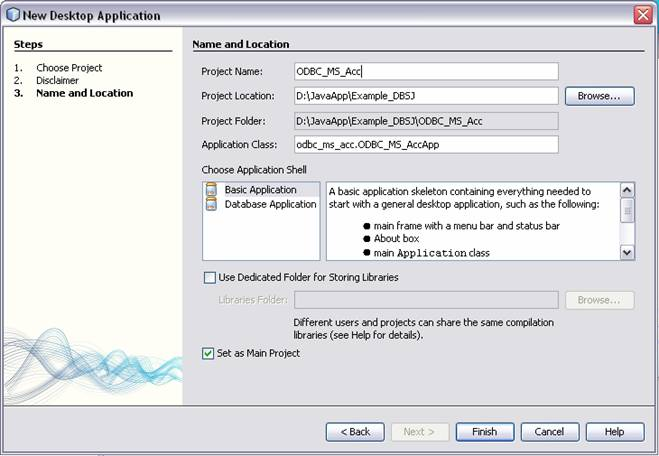 New Desktop Application
Steps
1. Choose Project
2. Disclaimer
3. Name and Location
Name and Location
Project Name: ODBC_MS_Acc
Project Location: D:\JavaApp\Example_DBSJ Browse...
Project Folder: D:\JavaApp\Example_DBSJ\ODBC_MS_Acc
Application Class: odbc_ms_acc.ODBC_MS_AccApp
Choose Application Shell
Basic Application
Database Application
A basic application skeleton containing everything needed to
start with a general desktop application, such as the following:
● main frame with a menu bar and status bar
● About box
● main Application class
Use Dedicated Folder for Storing Libraries
Libraries Folder: Browse...
Different users and projects can share the same compilation
libraries (see Help for details).
Set as Main Project
< Back Next > Finish Cancel Help